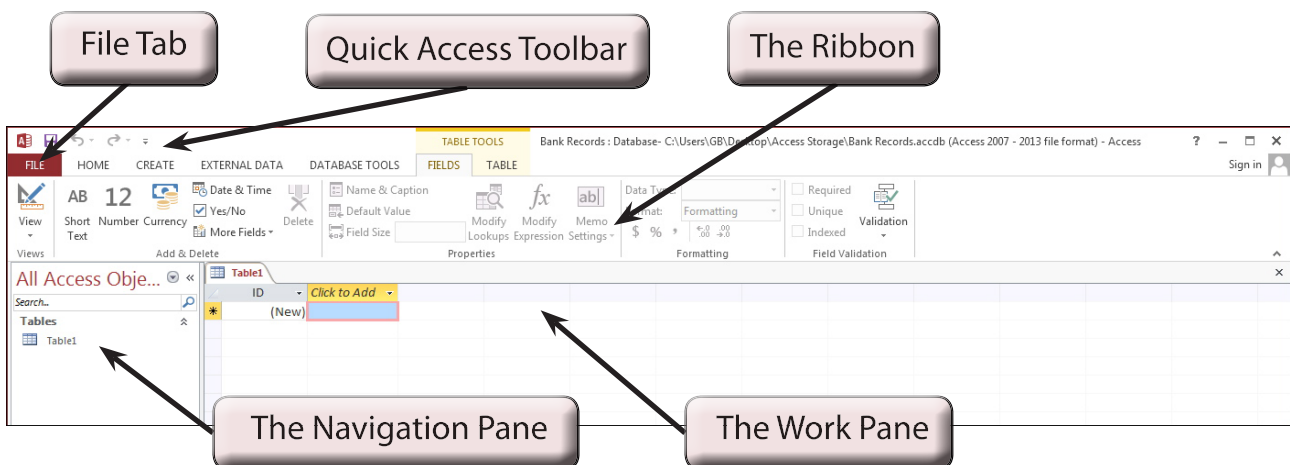 File Tab
Quick Access Toolbar
The Ribbon
TABLE TOOLS
Bank Records : Database- C:\Users\GB\Desktop\Access Storage\Bank Records.accdb (Access 2007 - 2013 file format) - Access
?
FILE HOME CREATE EXTERNAL DATA DATABASE TOOLS FIELDS TABLE
Sign in
View
Views
AB
Short
Text
12
Number
Currency
Date & Time
Yes/No
More Fields
Delete
Add & Delete
Name & Caption
Default Value
Field Size
Modify
Lookups
fx
Modify
Expression
ab|
Memo
Settings
Properties
Data Type:
Format: Formatting
$ % , ←.0 .00 .00 →.0
Formatting
Required
Unique
Indexed
Validation
Field Validation
All Access Obje... «
Search...
Tables
Table1
Table1
ID Click to Add
* (New)
The Navigation Pane
The Work Pane